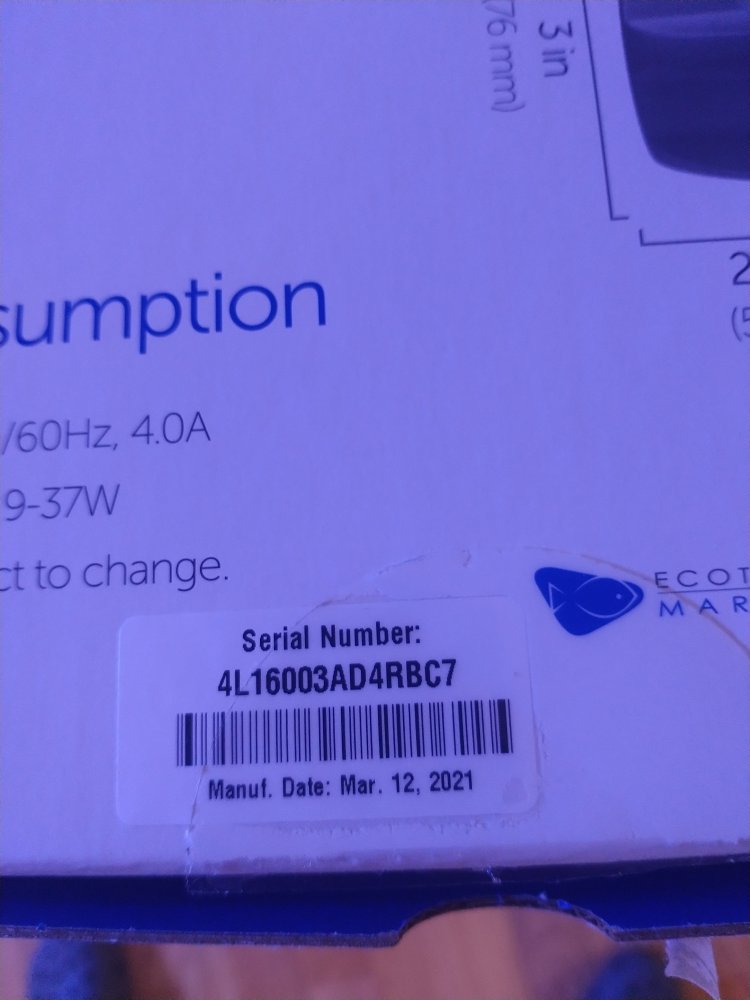 3 in
76 mm)
2
(5
sumption
/60Hz, 4.0A
9-37W
ct to change.
ECOT
MAR
Serial Number:
4L16003AD4RBC7
Manuf. Date: Mar. 12, 2021